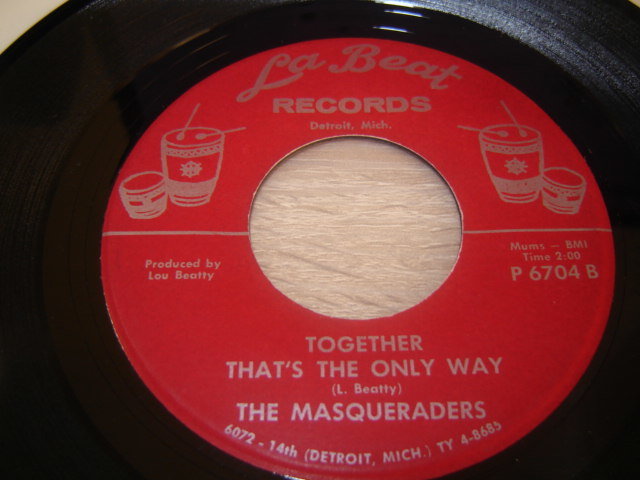 La Beat
RECORDS
Detroit, Mich.
Produced by
Lou Beatty
Mums — BMI
Time 2:00
P 6704 B
TOGETHER
THAT'S THE ONLY WAY
(L. Beatty)
THE MASQUERADERS
6072 - 14th (DETROIT, MICH.) TY 4-8685